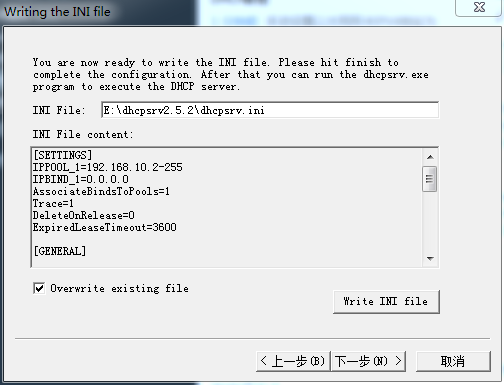 Writing the INI file
You are now ready to write the INI file. Please hit finish to
complete the configuration. After that you can run the dhcpsrv.exe
program to execute the DHCP server.
INI File: E:\dhcpsrv2.5.2\dhcpsrv.ini
INI File content:
[SETTINGS]
IPPOOL_1=192.168.10.2-255
IPBIND_1=0.0.0.0
AssociateBindsToPools=1
Trace=1
DeleteOnRelease=0
ExpiredLeaseTimeout=3600
[GENERAL]
Overwrite existing file
Write INI file
< 上一步(B) 下一步(N) > 取消